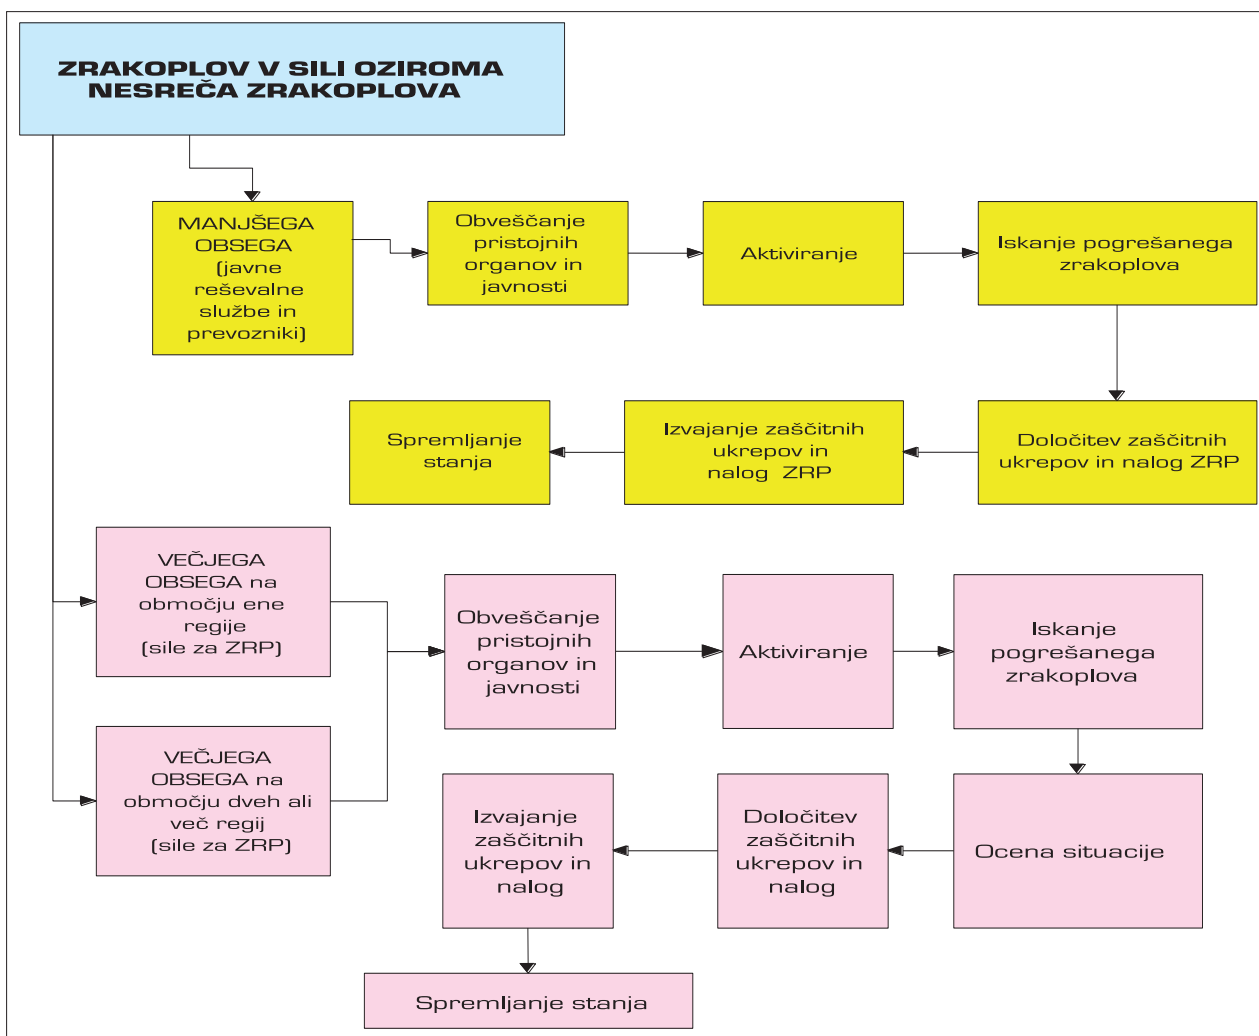 ZRAKOPLOV V SILI OZIROMA
NESREČA ZRAKOPLOVA
MANJŠEGA
OBSEGA
(javne
reševalne
službe in
prevozniki)
Obveščanje
pristojnih
organov in
javnosti
Aktiviranje
Iskanje pogrešanega
zrakoplova
Določitev zaščitnih
ukrepov in nalog ZRP
Izvajanje zaščitnih
ukrepov in
nalog ZRP
Spremljanje
stanja
VEČJEGA
OBSEGA na
območju ene
regije
(sile za ZRP)
VEČJEGA
OBSEGA na
območju dveh ali
več regij
(sile za ZRP)
Obveščanje
pristojnih
organov in
javnosti
Aktiviranje
Iskanje
pogrešanega
zrakoplova
Ocena situacije
Določitev
zaščitnih
ukrepov in
nalog
Izvajanje
zaščitnih
ukrepov in
nalog
Spremljanje stanja